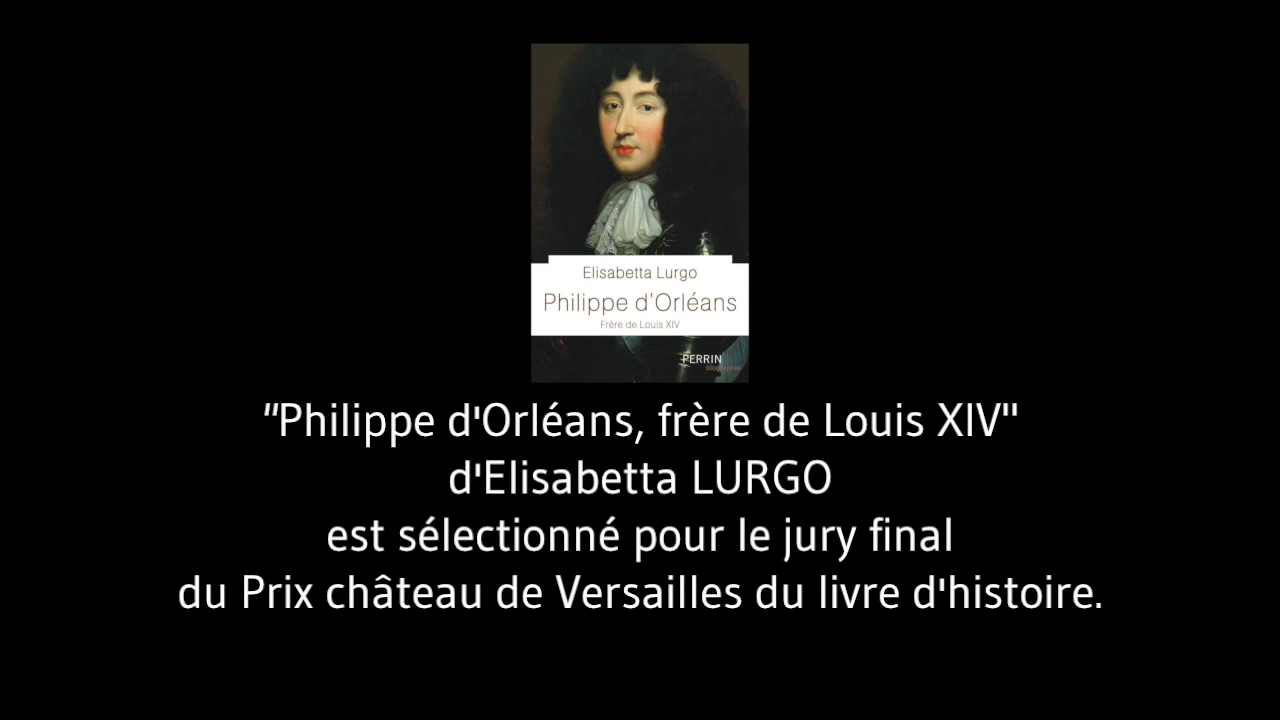 Elisabetta Lurgo
Philippe d'Orléans
Frère de Louis XIV
PERRIN
biographie
"Philippe d'Orléans, frère de Louis XIV"
d'Elisabetta LURGO
est sélectionné pour le jury final
du Prix château de Versailles du livre d'histoire.